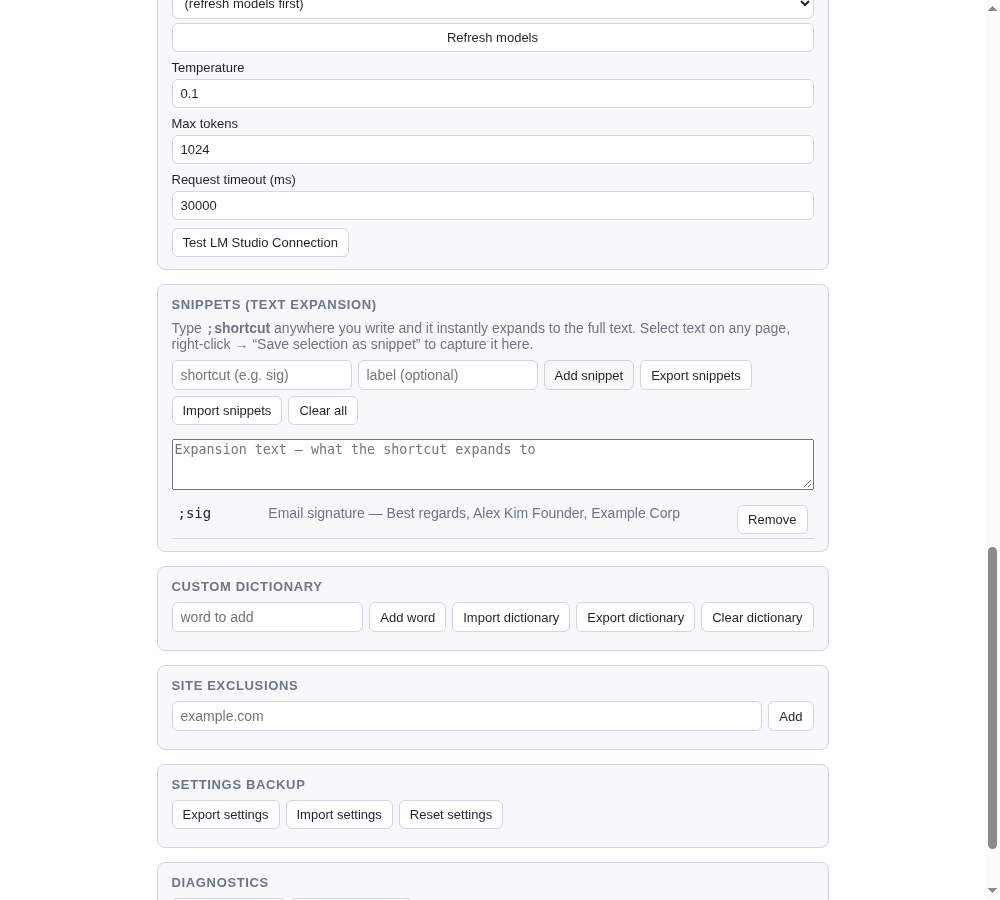 (refresh models first)
Refresh models
Temperature
0.1
Max tokens
1024
Request timeout (ms)
30000
Test LM Studio Connection
SNIPPETS (TEXT EXPANSION)
Type ;shortcut anywhere you write and it instantly expands to the full text. Select text on any page,
right-click → “Save selection as snippet” to capture it here.
shortcut (e.g. sig) label (optional) Add snippet Export snippets
Import snippets Clear all
Expansion text — what the shortcut expands to
;sig Email signature — Best regards, Alex Kim Founder, Example Corp Remove
CUSTOM DICTIONARY
word to add Add word Import dictionary Export dictionary Clear dictionary
SITE EXCLUSIONS
example.com Add
SETTINGS BACKUP
Export settings Import settings Reset settings
DIAGNOSTICS